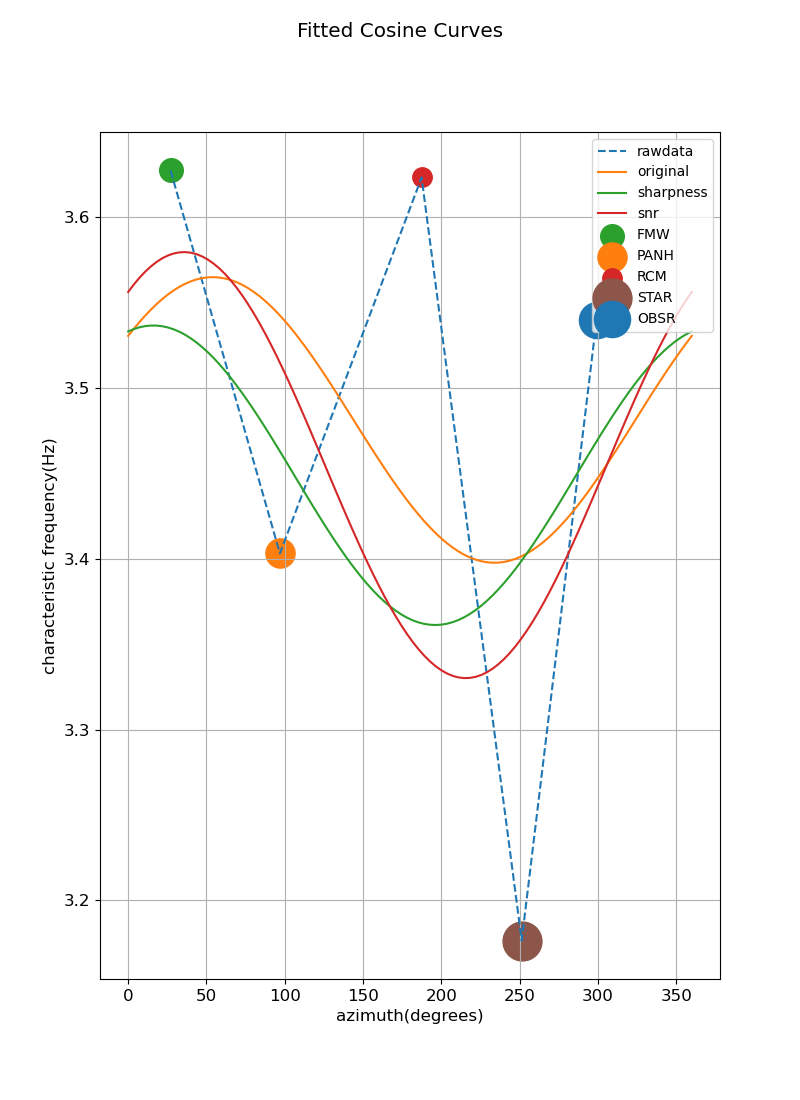 Fitted Cosine Curves
rawdata
original
sharpness
snr
FMW
PANH
RCM
STAR
OBSR
3.6
3.5
3.4
3.3
3.2
characteristic frequency(Hz)
0 50 100 150 200 250 300 350
azimuth(degrees)